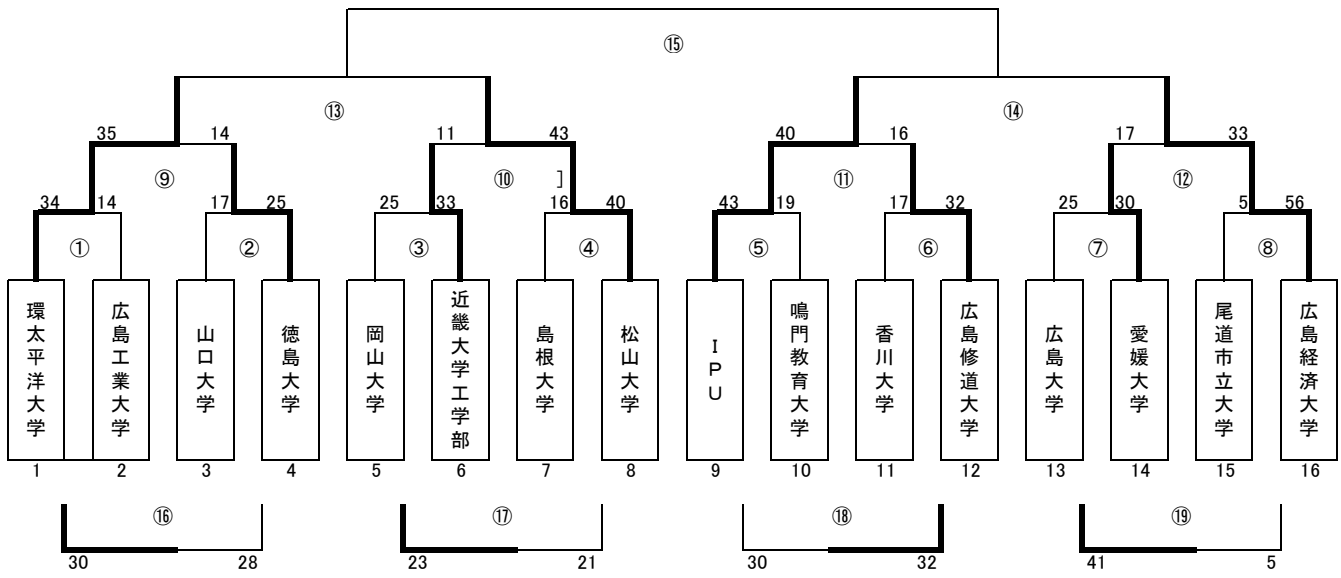 ⑮
⑬ ⑭
35 14 11 43 40 16 17 33
⑨ ⑩ ] ⑪ ⑫
34 14 17 25 25 33 16 40 43 19 17 32 25 30 5 56
① ② ③ ④ ⑤ ⑥ ⑦ ⑧
環太平洋大学
広島工業大学
山口大学
徳島大学
岡山大学
近畿大学工学部
島根大学
松山大学
IPU
鳴門教育大学
香川大学
広島修道大学
広島大学
愛媛大学
尾道市立大学
広島経済大学
1 2 3 4 5 6 7 8 9 10 11 12 13 14 15 16
⑯ ⑰ ⑱ ⑲
30 28 23 21 30 32 41 5